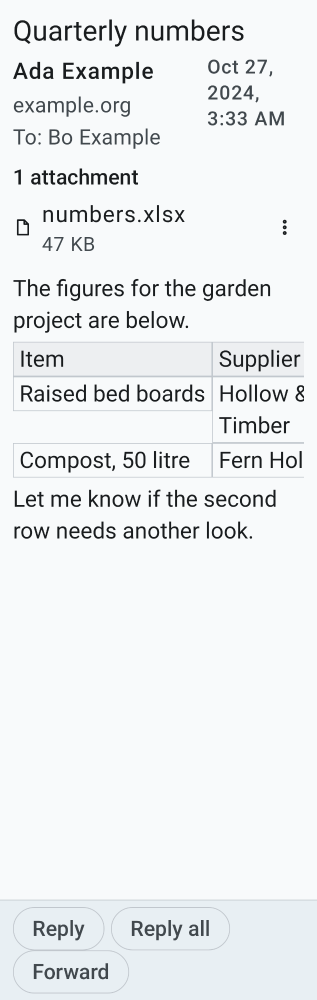 Quarterly numbers
Ada Example
Oct 27, 2024, 3:33 AM
example.org
To: Bo Example
1 attachment
numbers.xlsx
47 KB
The figures for the garden
project are below.
Item Supplier
Raised bed boards Hollow &
Timber
Compost, 50 litre Fern
Let me know if the second
row needs another look.
Reply Reply all
Forward